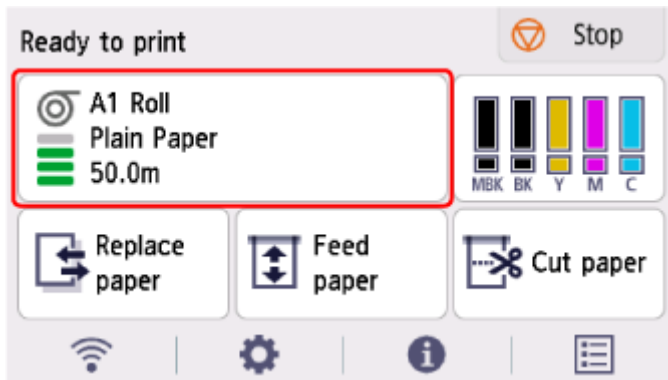 Ready to print
Stop
A1 Roll
Plain Paper
50.0m
MBK BK Y M C
Replace
paper
Feed
paper
Cut paper